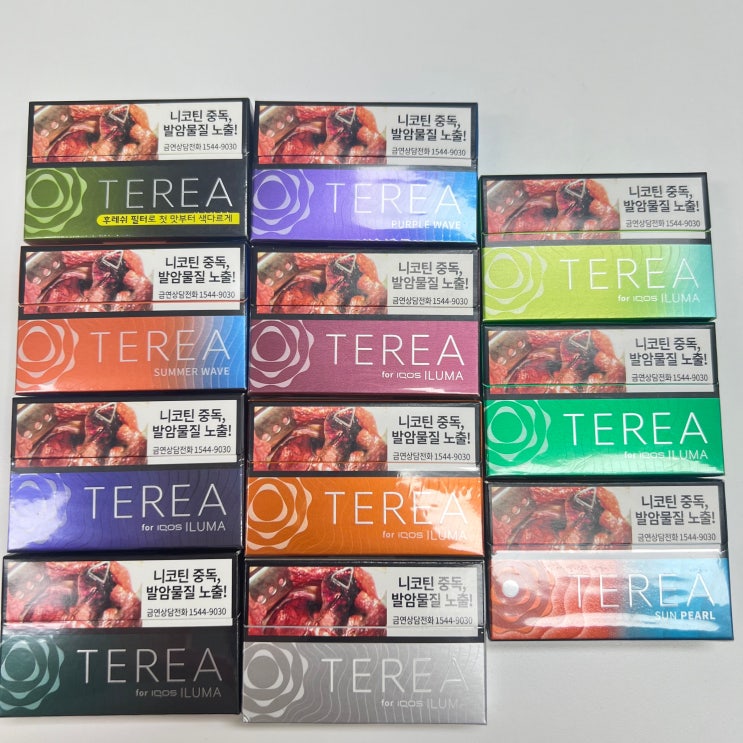 니코틴 중독,
발암물질 노출!
금연상담전화 1544-9030
TEREA
후레쉬 필터로 첫 맛부터 색다르게
니코틴 중독,
발암물질 노출!
금연상담전화 1544-9030
TEREA
SUMMER WAVE
니코틴 중독,
발암물질 노출!
금연상담전화 1544-9030
TEREA
for IQOS ILUMA
니코틴 중독,
발암물질 노출!
금연상담전화 1544-9030
TEREA
for IQOS ILUMA
니코틴 중독,
발암물질 노출!
금연상담전화 1544-9030
TEREA
PURPLE WAVE
니코틴 중독,
발암물질 노출!
금연상담전화 1544-9030
TEREA
for IQOS ILUMA
니코틴 중독,
발암물질 노출!
금연상담전화 1544-9030
TEREA
for IQOS ILUMA
니코틴 중독,
발암물질 노출!
금연상담전화 1544-9030
TEREA
for IQOS ILUMA
니코틴 중독,
발암물질 노출!
금연상담전화 1544-9030
TEREA
for IQOS ILUMA
니코틴 중독,
발암물질 노출!
금연상담전화 1544-9030
TEREA
for IQOS ILUMA
니코틴 중독,
발암물질 노출!
금연상담전화 1544-9030
TEREA
SUN PEARL